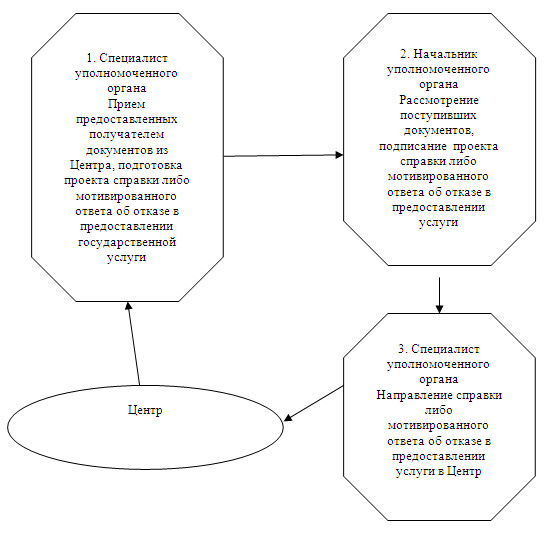 1. Специалист
уполномоченного
органа
Прием
предоставленных
получателем
документов из
Центра, подготовка
проекта справки либо
мотивированного
ответа об отказе в
предоставлении
государственной
услуги
2. Начальник
уполномоченного
органа
Рассмотрение
поступивших
документов,
подписание проекта
справки либо
мотивированного
ответа об отказе в
предоставлении
услуги
3. Специалист
уполномоченного
органа
Направление справки
либо
мотивированного
ответа об отказе в
предоставлении
услуги в Центр
Центр